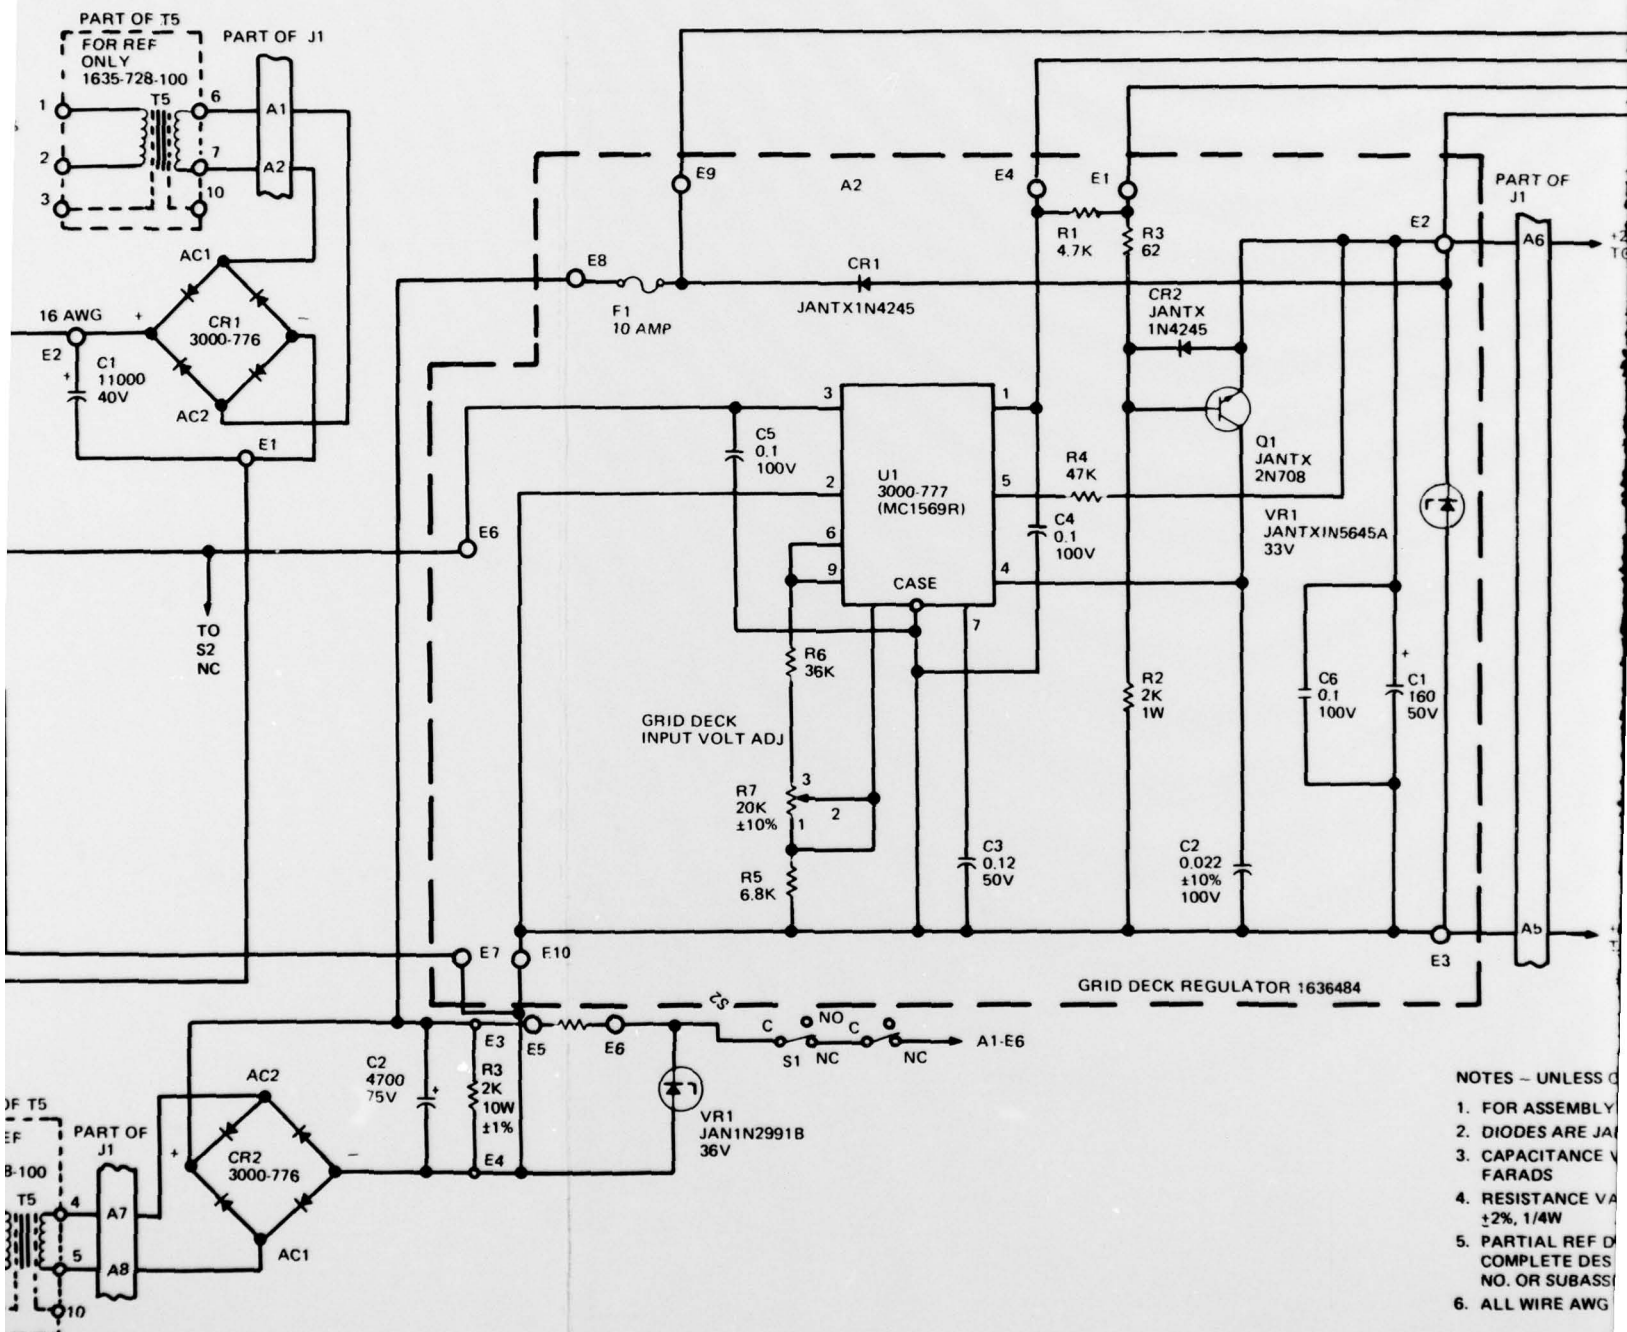 PART OF T5
FOR REF
ONLY
1635-728-100
PART OF J1
T5
1
2
3
6
7
10
A1
A2
AC1
+
−
CR1
3000-776
AC2
16 AWG
E2
+
C1
11000
40V
E1
TO
S2
NC
E6
E9
A2
E4
E1
E8
F1
10 AMP
CR1
JANTX1N4245
R1
4.7K
R3
62
CR2
JANTX
1N4245
E2
PART OF
J1
A6
3
1
C5
0.1
100V
2
U1
3000-777
(MC1569R)
5
R4
47K
Q1
JANTX
2N708
VR1
JANTXIN5645A
33V
6
9
CASE
4
7
C4
0.1
100V
R6
36K
R2
2K
1W
C6
0.1
100V
+
C1
160
50V
GRID DECK
INPUT VOLT ADJ
3
R7
20K
±10%
2
1
R5
6.8K
C3
0.12
50V
C2
0.022
±10%
100V
A5
E7
E10
E3
GRID DECK REGULATOR 1636484
S2
E3
E5
E6
C
NO
C
S1
NC
NC
A1-E6
C2
4700
75V
+
R3
2K
10W
±1%
E4
VR1
JAN1N2991B
36V
AC2
+
−
CR2
3000-776
AC1
OF T5
PART OF
J1
-100
T5
4
5
10
A7
A8
NOTES – UNLESS
1. FOR ASSEMBLY
2. DIODES ARE
3. CAPACITANCE
FARADS
4. RESISTANCE
±2%, 1/4W
5. PARTIAL REF
COMPLETE
NO. OR
6. ALL WIRE AWG